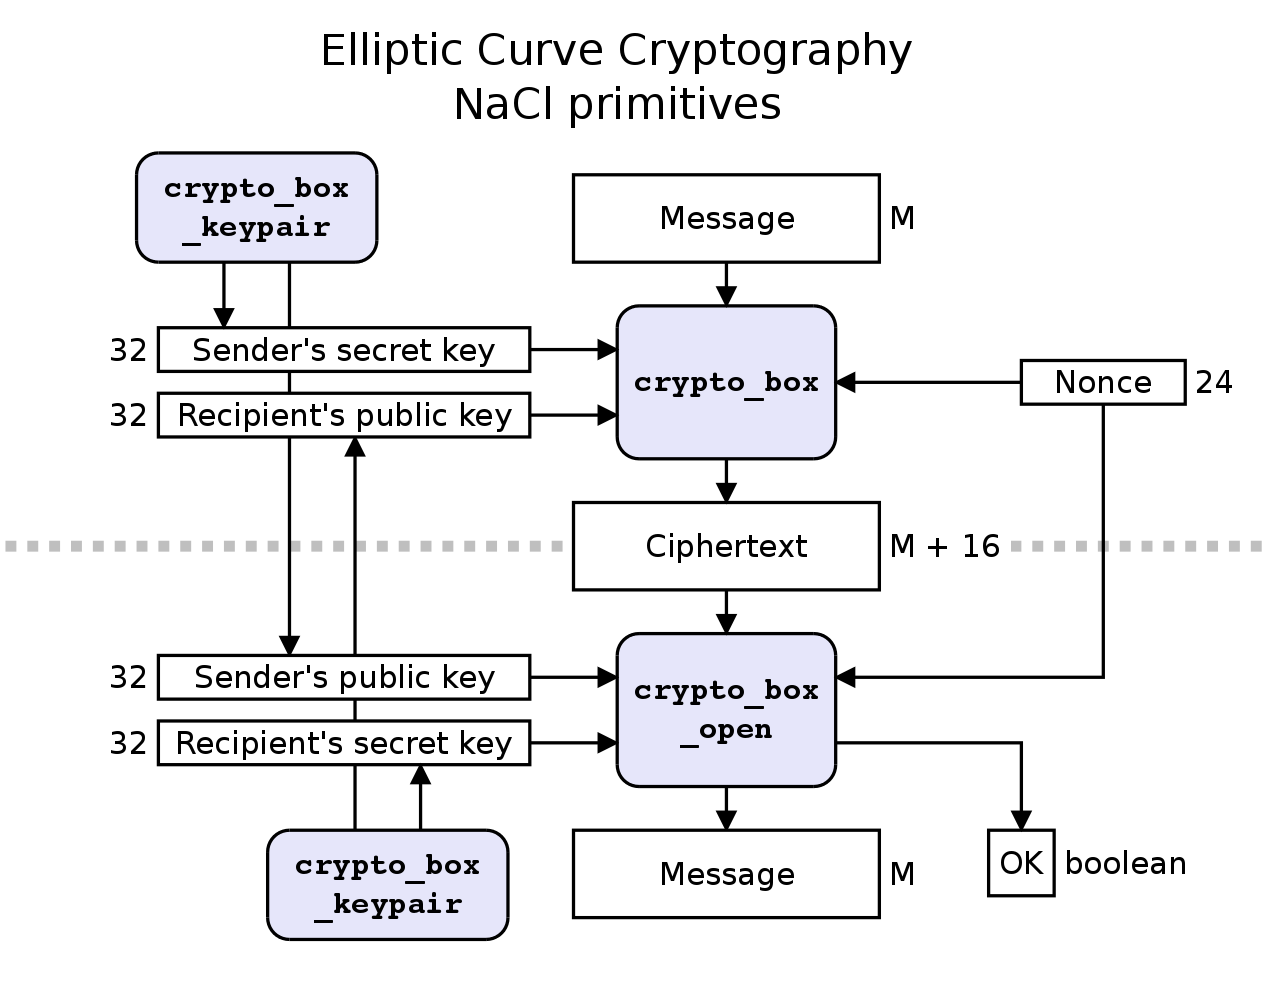 Elliptic Curve Cryptography
NaCl primitives
crypto_box
_keypair
Message M
32 Sender's secret key
32 Recipient's public key
crypto_box
Nonce 24
Ciphertext M + 16
32 Sender's public key
32 Recipient's secret key
crypto_box
_open
crypto_box
_keypair
Message M
OK boolean